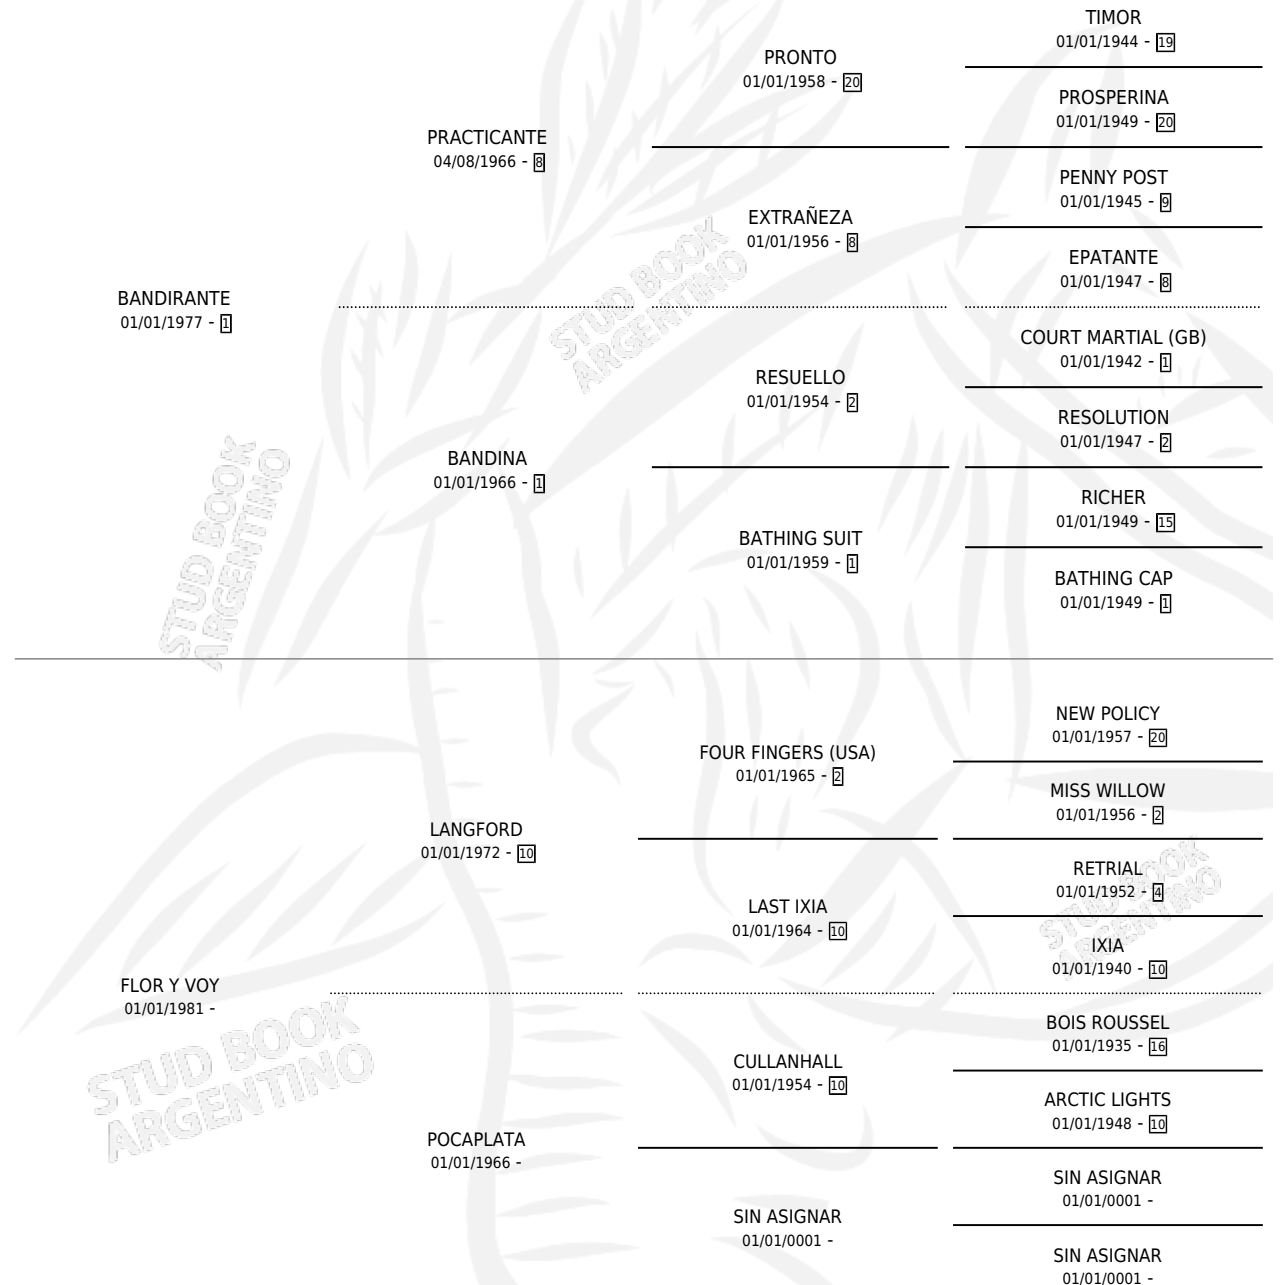 TIMOR
01/01/1944 - 19
PRONTO
01/01/1958 - 20
PROSPERINA
01/01/1949 - 20
PRACTICANTE
04/08/1966 - 8
PENNY POST
01/01/1945 - 9
EXTRAÑEZA
01/01/1956 - 8
EPATANTE
01/01/1947 - 8
BANDIRANTE
01/01/1977 - 1
COURT MARTIAL (GB)
01/01/1942 - 1
RESUELLO
01/01/1954 - 2
RESOLUTION
01/01/1947 - 2
BANDINA
01/01/1966 - 1
RICHER
01/01/1949 - 15
BATHING SUIT
01/01/1959 - 1
BATHING CAP
01/01/1949 - 1
NEW POLICY
01/01/1957 - 20
FOUR FINGERS (USA)
01/01/1965 - 2
MISS WILLOW
01/01/1956 - 2
LANGFORD
01/01/1972 - 10
RETRIAL
01/01/1952 - 4
LAST IXIA
01/01/1964 - 10
IXIA
01/01/1940 - 10
FLOR Y VOY
01/01/1981 -
BOIS ROUSSEL
01/01/1935 - 16
CULLANHALL
01/01/1954 - 10
ARCTIC LIGHTS
01/01/1948 - 10
POCAPLATA
01/01/1966 -
SIN ASIGNAR
01/01/0001 -
SIN ASIGNAR
01/01/0001 -
SIN ASIGNAR
01/01/0001 -
STUD BOOK
ARGENTINO
STUD BOOK
ARGENTINO
STUD BOOK
ARGENTINO
STUD BOOK
ARGENTINO